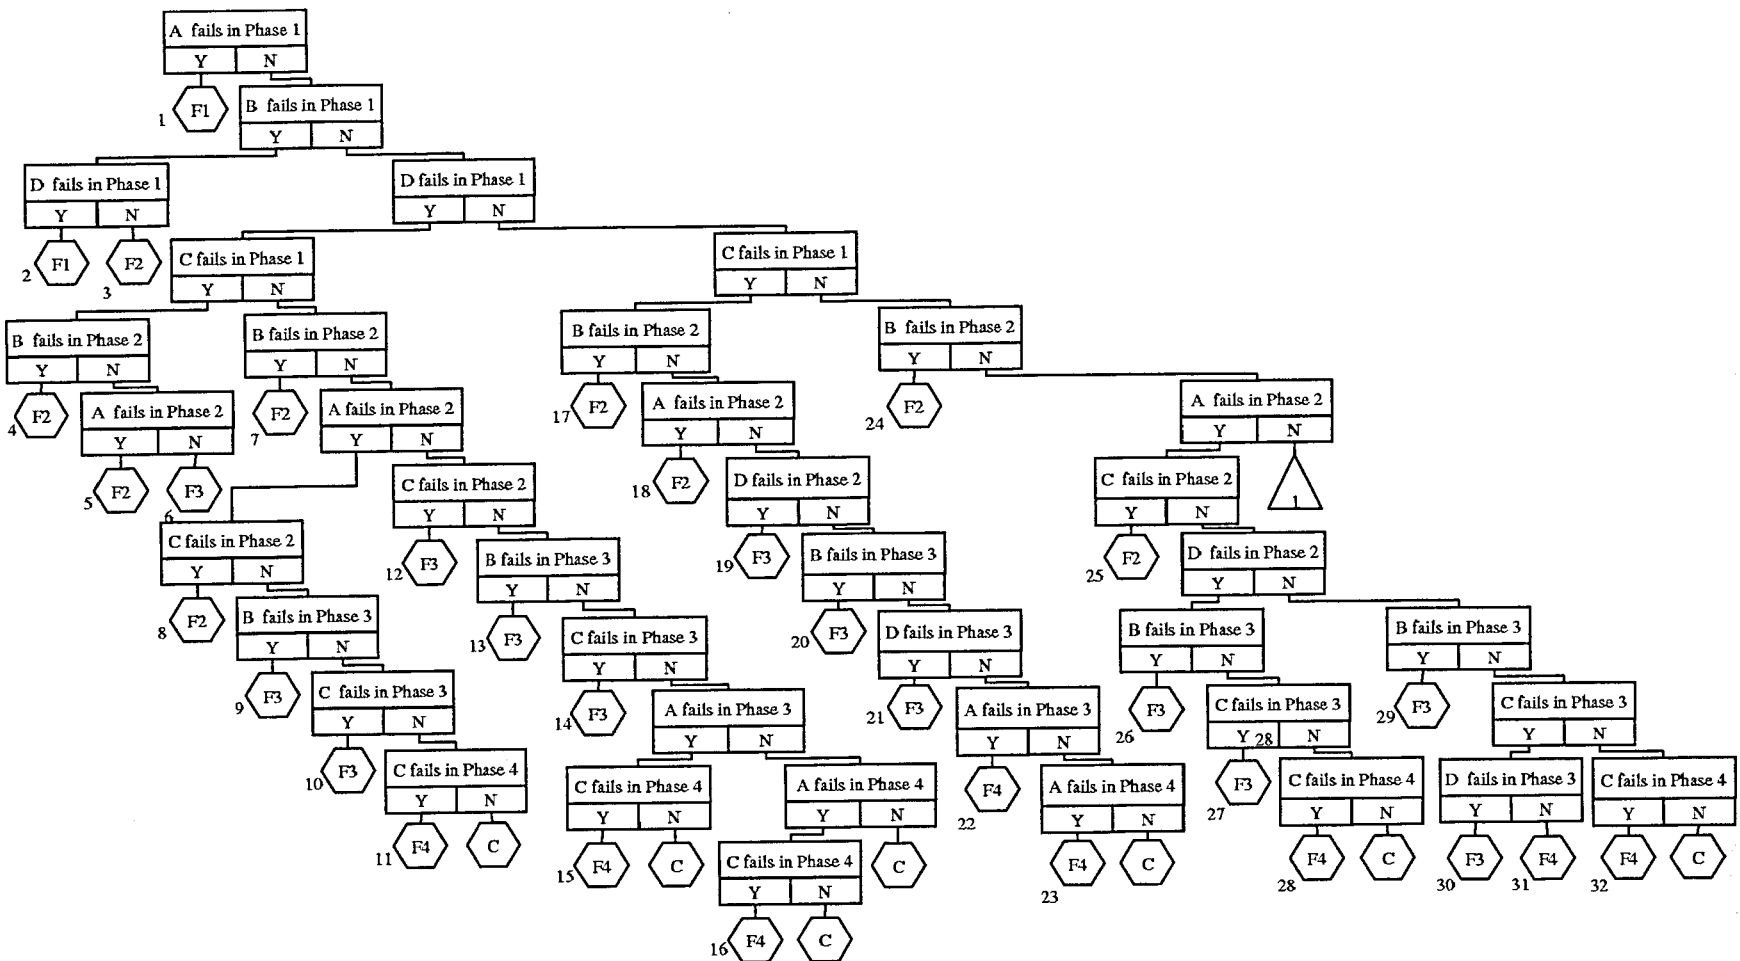 A fails in Phase 1
Y N
1 F1
B fails in Phase 1
Y N
D fails in Phase 1
Y N
D fails in Phase 1
Y N
2 F1
3 F2
C fails in Phase 1
Y N
C fails in Phase 1
Y N
B fails in Phase 2
Y N
B fails in Phase 2
Y N
B fails in Phase 2
Y N
B fails in Phase 2
Y N
4 F2
A fails in Phase 2
Y N
7 F2
A fails in Phase 2
Y N
17 F2
A fails in Phase 2
Y N
24 F2
A fails in Phase 2
Y N
5 F2
6 F3
C fails in Phase 2
Y N
C fails in Phase 2
Y N
18 F2
D fails in Phase 2
Y N
C fails in Phase 2
Y N
1
8 F2
B fails in Phase 3
Y N
12 F3
B fails in Phase 3
Y N
19 F3
B fails in Phase 3
Y N
25 F2
D fails in Phase 2
Y N
9 F3
C fails in Phase 3
Y N
13 F3
C fails in Phase 3
Y N
20 F3
D fails in Phase 3
Y N
B fails in Phase 3
Y N
B fails in Phase 3
Y N
10 F3
C fails in Phase 4
Y N
14 F3
A fails in Phase 3
Y N
21 F3
A fails in Phase 3
Y N
26 F3
C fails in Phase 3
Y 28 N
29 F3
C fails in Phase 3
Y N
11 F4
C
C fails in Phase 4
Y N
A fails in Phase 4
Y N
22 F4
A fails in Phase 4
Y N
27 F3
C fails in Phase 4
Y N
D fails in Phase 3
Y N
C fails in Phase 4
Y N
15 F4
C
C fails in Phase 4
Y N
C
23 F4
C
28 F4
C
30 F3
31 F4
32 F4
C
16 F4
C